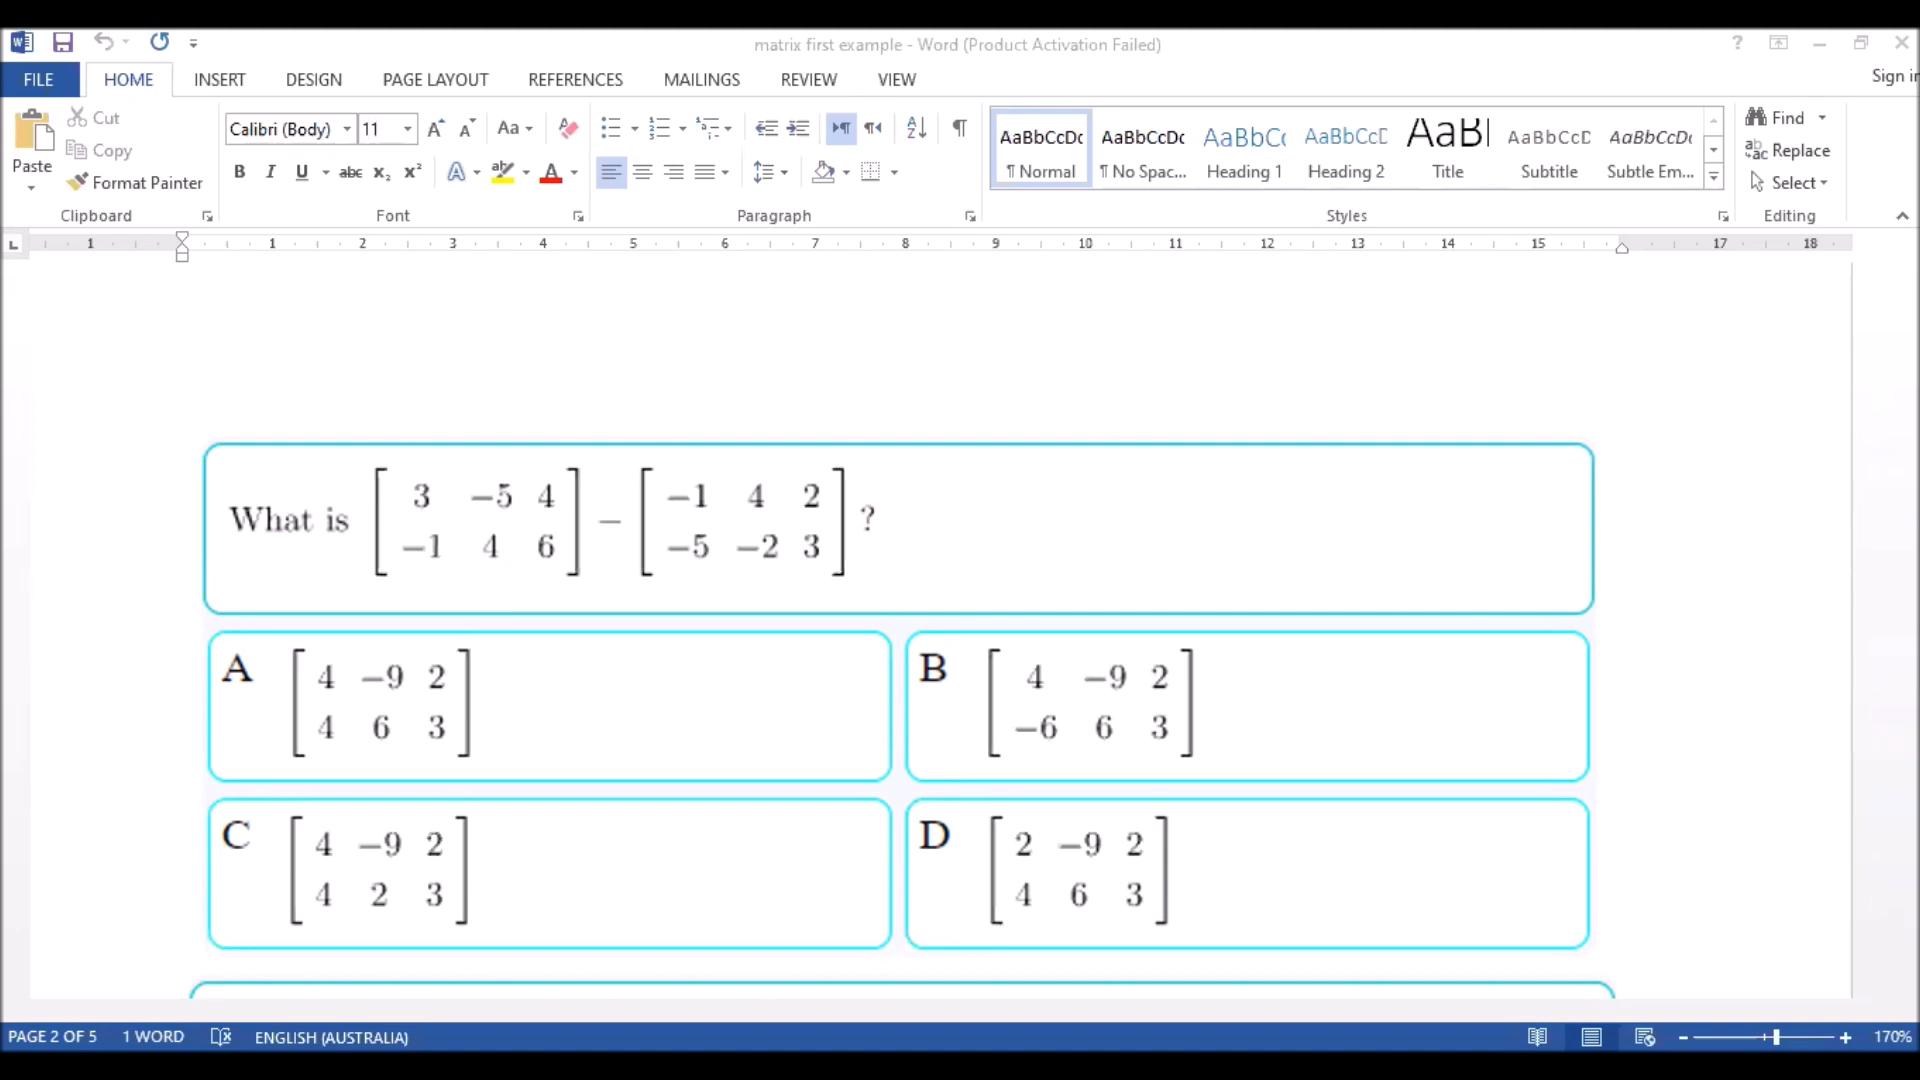 matrix first example - Word (Product Activation Failed)
Sign in
FILE HOME INSERT DESIGN PAGE LAYOUT REFERENCES MAILINGS REVIEW VIEW
Paste
Cut
Copy
Format Painter
Clipboard
Calibri (Body) 11
Font
Paragraph
AaBbCcDc AaBbCcDc AaBbCc AaBbCcD AaB AaBbCcD AaBbCcDc
¶ Normal ¶ No Spac... Heading 1 Heading 2 Title Subtitle Subtle Em...
Styles
Find
Replace
Select
Editing
1 1 2 3 4 5 6 7 8 9 10 11 12 13 14 15 17 18
What is [ 3 −5 4 ] − [ −1 4 2 ] ?
[ −1 4 6 ] [ −5 −2 3 ]
A [ 4 −9 2 ]
[ 4 6 3 ]
B [ 4 −9 2 ]
[ −6 6 3 ]
C [ 4 −9 2 ]
[ 4 2 3 ]
D [ 2 −9 2 ]
[ 4 6 3 ]
PAGE 2 OF 5 1 WORD ENGLISH (AUSTRALIA) 170%